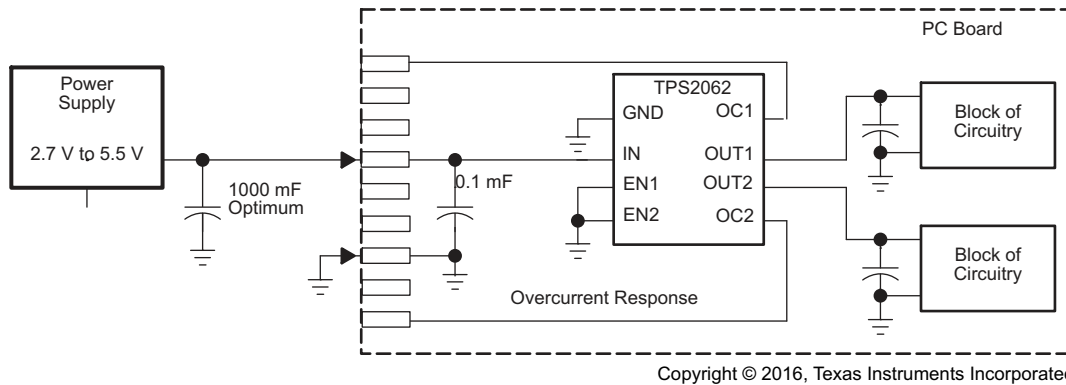 PC Board
Power
Supply
2.7 V to 5.5 V
1000 mF
Optimum
0.1 mF
TPS2062
GND
OC1
IN
OUT1
EN1
OUT2
EN2
OC2
Block of
Circuitry
Block of
Circuitry
Overcurrent Response
Copyright © 2016, Texas Instruments Incorporated